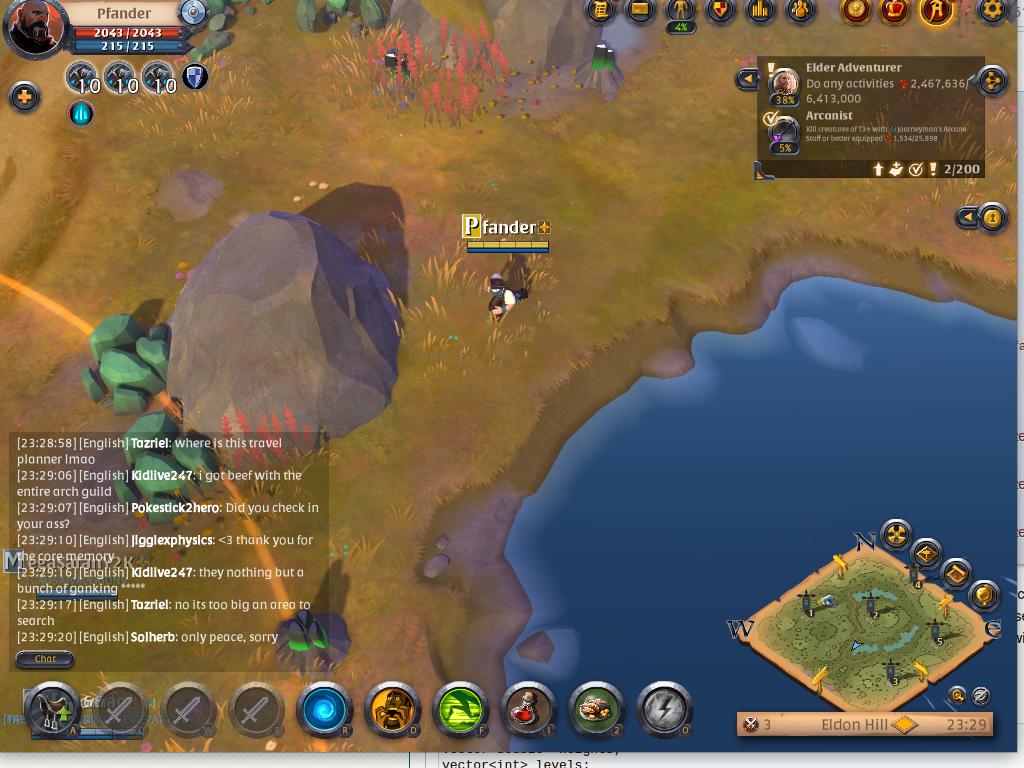 Pfander
2043 / 2043
215 / 215
10 10 10
4%
Elder Adventurer
Do any activities 2,467,636/
6,413,000
38%
Arcanist
Kill creatures of T3+ with Journeyman's Arcane
Staff or better equipped 1,534/25,898
5%
2/200
1
Pfander
[23:28:58] [English] Tazriel: where is this travel
planner lmao
[23:29:06] [English] Kidlive247: i got beef with the
entire arch guild
[23:29:07] [English] Pokestick2hero: Did you check in
your ass?
[23:29:10] [English] Jigglexphysics: <3 thank you for
the core memory
[23:29:16] [English] Kidlive247: they nothing but a
bunch of ganking *****
[23:29:17] [English] Tazriel: no its too big an area to
search
[23:29:20] [English] Solherb: only peace, sorry
Chat
N
W
E
1
2
3
4
5
A Q W E R D F 1 2 O
3 Eldon Hill 23:29
vector<int> levels;